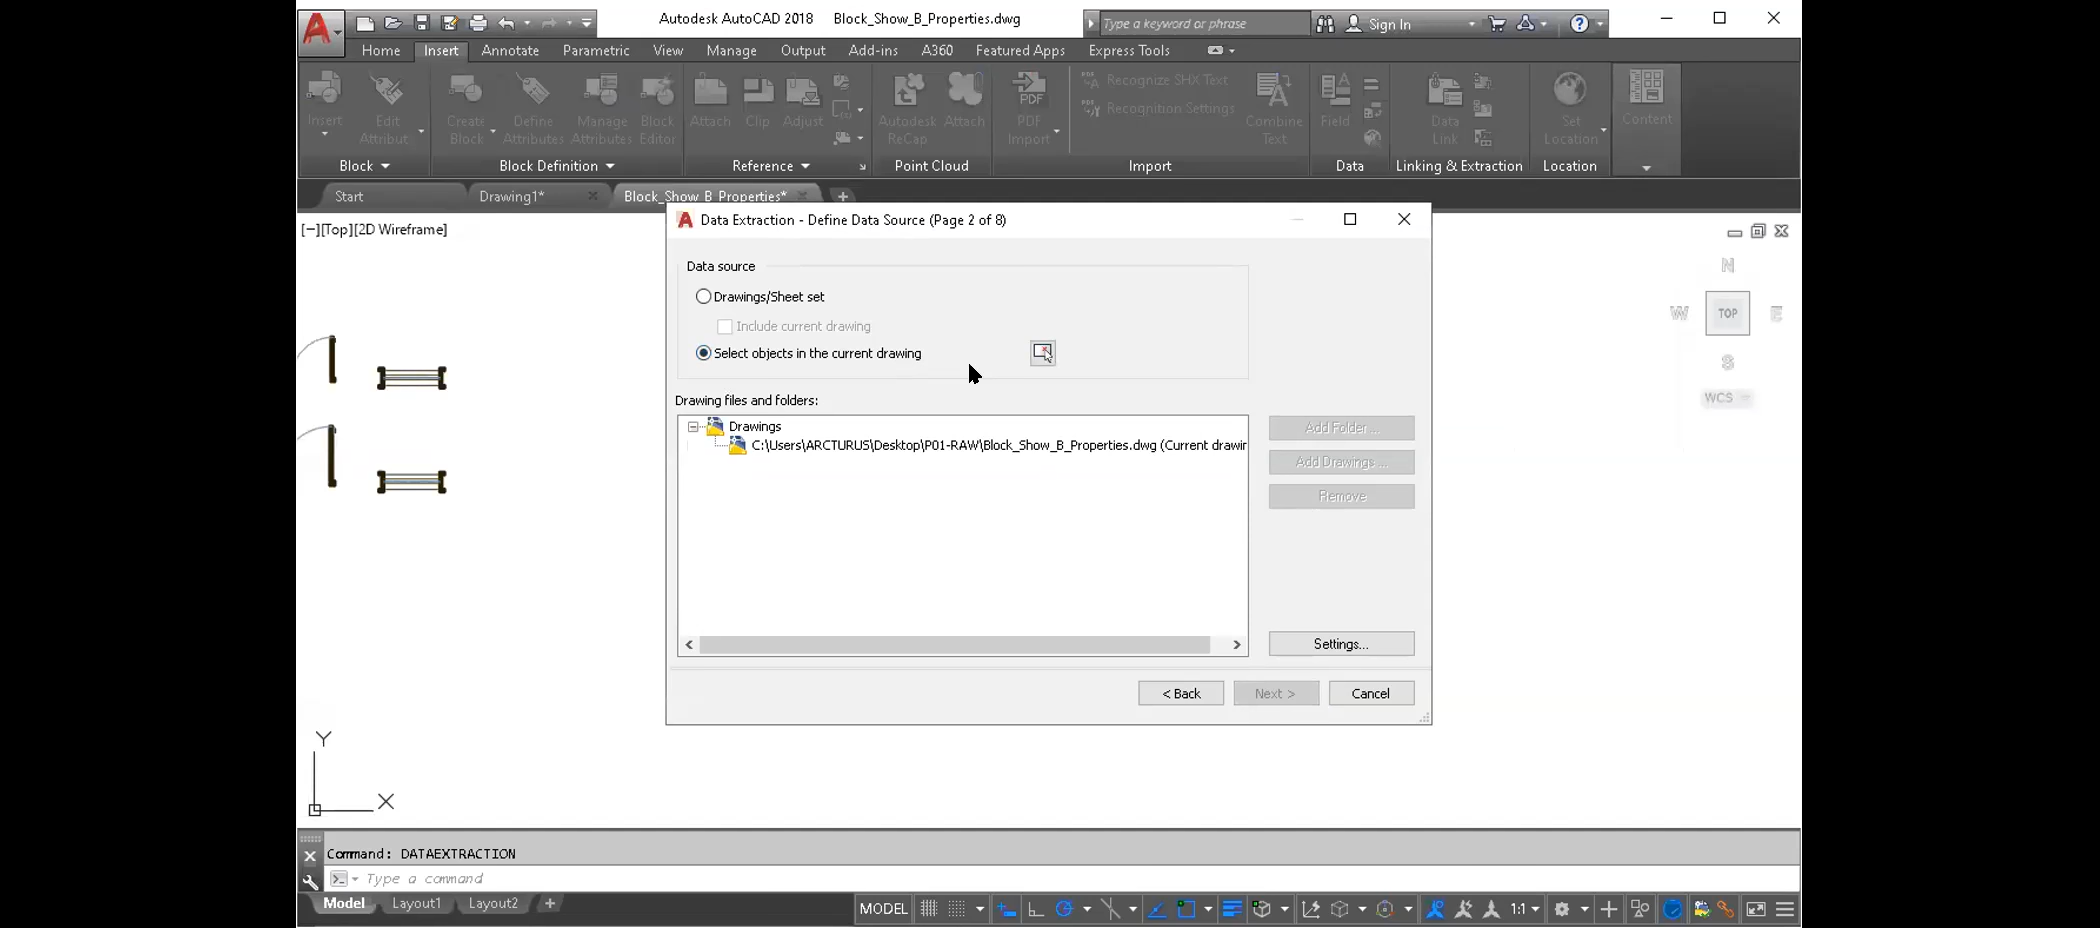 Autodesk AutoCAD 2018 Block_Show_B_Properties.dwg
Type a keyword or phrase
Sign In
Home Insert Annotate Parametric View Manage Output Add-ins A360 Featured Apps Express Tools
Insert
Edit Attribut...
Create Block
Define Attributes
Manage Attributes
Block Editor
Attach
Clip
Adjust
Autodesk ReCap
Attach
PDF Import
Recognize SHX Text
Recognition Settings
Combine Text
Field
Data Link
Set Location
Content
Block Block Definition Reference Point Cloud Import Data Linking & Extraction Location
Start Drawing1* Block_Show_B_Properties*
[−][Top][2D Wireframe]
Data Extraction - Define Data Source (Page 2 of 8)
Data source
Drawings/Sheet set
Include current drawing
Select objects in the current drawing
Drawing files and folders:
Drawings
C:\Users\ARCTURUS\Desktop\P01-RAW\Block_Show_B_Properties.dwg (Current drawin
Add Folder ...
Add Drawings ...
Remove
Settings...
< Back Next > Cancel
N
W TOP E
S
WCS
Y
X
Command: DATAEXTRACTION
Type a command
Model Layout1 Layout2
MODEL
1:1